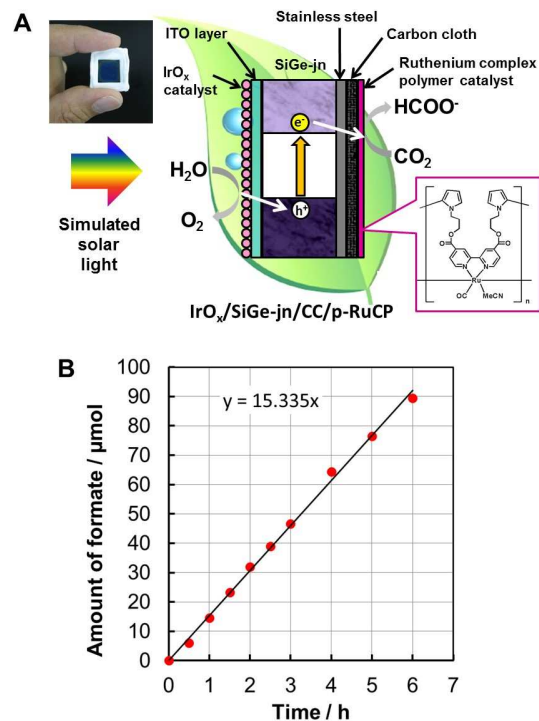 A
Stainless steel
ITO layer
Carbon cloth
SiGe-jn
IrOₓ
catalyst
Ruthenium complex
polymer catalyst
HCOO⁻
e⁻
CO₂
H₂O
O₂
h⁺
Simulated
solar
light
N
N
O
O
O
O
N
N
Ru
OC
MeCN
n
IrOₓ/SiGe-jn/CC/p-RuCP
B
y = 15.335x
Amount of formate / µmol
100
90
80
70
60
50
40
30
20
10
0
0 1 2 3 4 5 6 7
Time / h